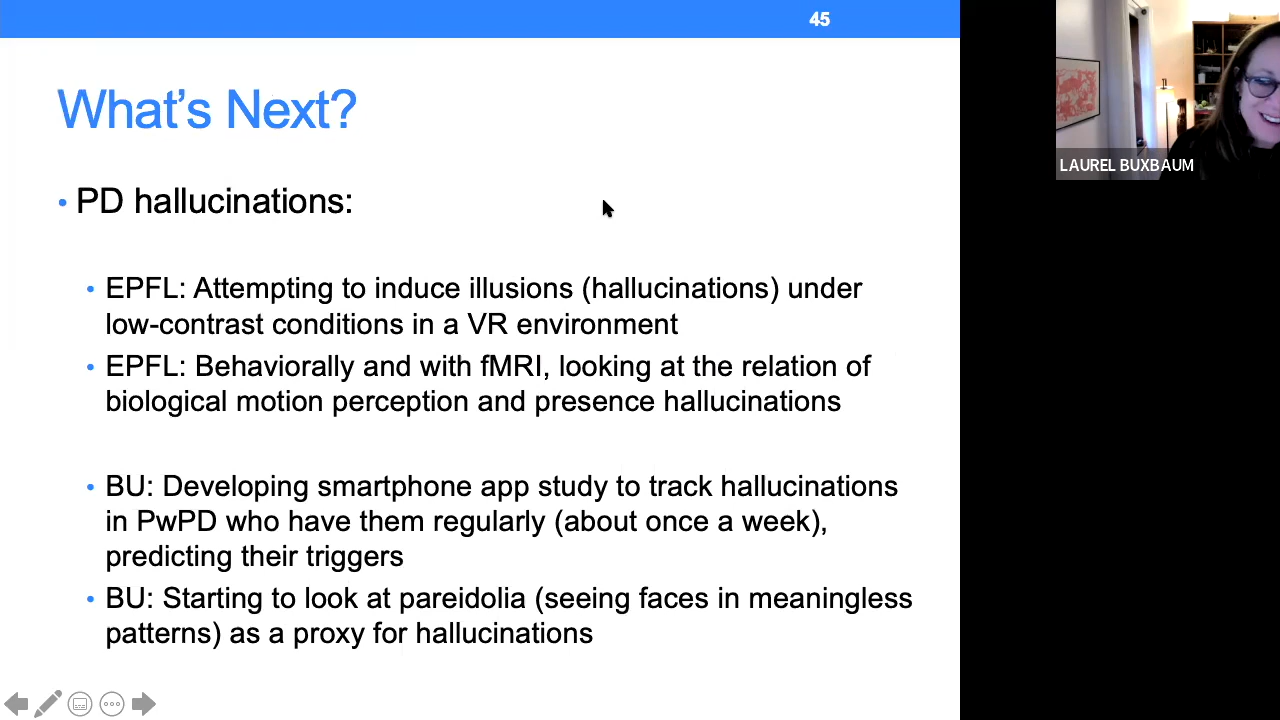 45
What's Next?
• PD hallucinations:
• EPFL: Attempting to induce illusions (hallucinations) under
low-contrast conditions in a VR environment
• EPFL: Behaviorally and with fMRI, looking at the relation of
biological motion perception and presence hallucinations
• BU: Developing smartphone app study to track hallucinations
in PwPD who have them regularly (about once a week),
predicting their triggers
• BU: Starting to look at pareidolia (seeing faces in meaningless
patterns) as a proxy for hallucinations
LAUREL BUXBAUM